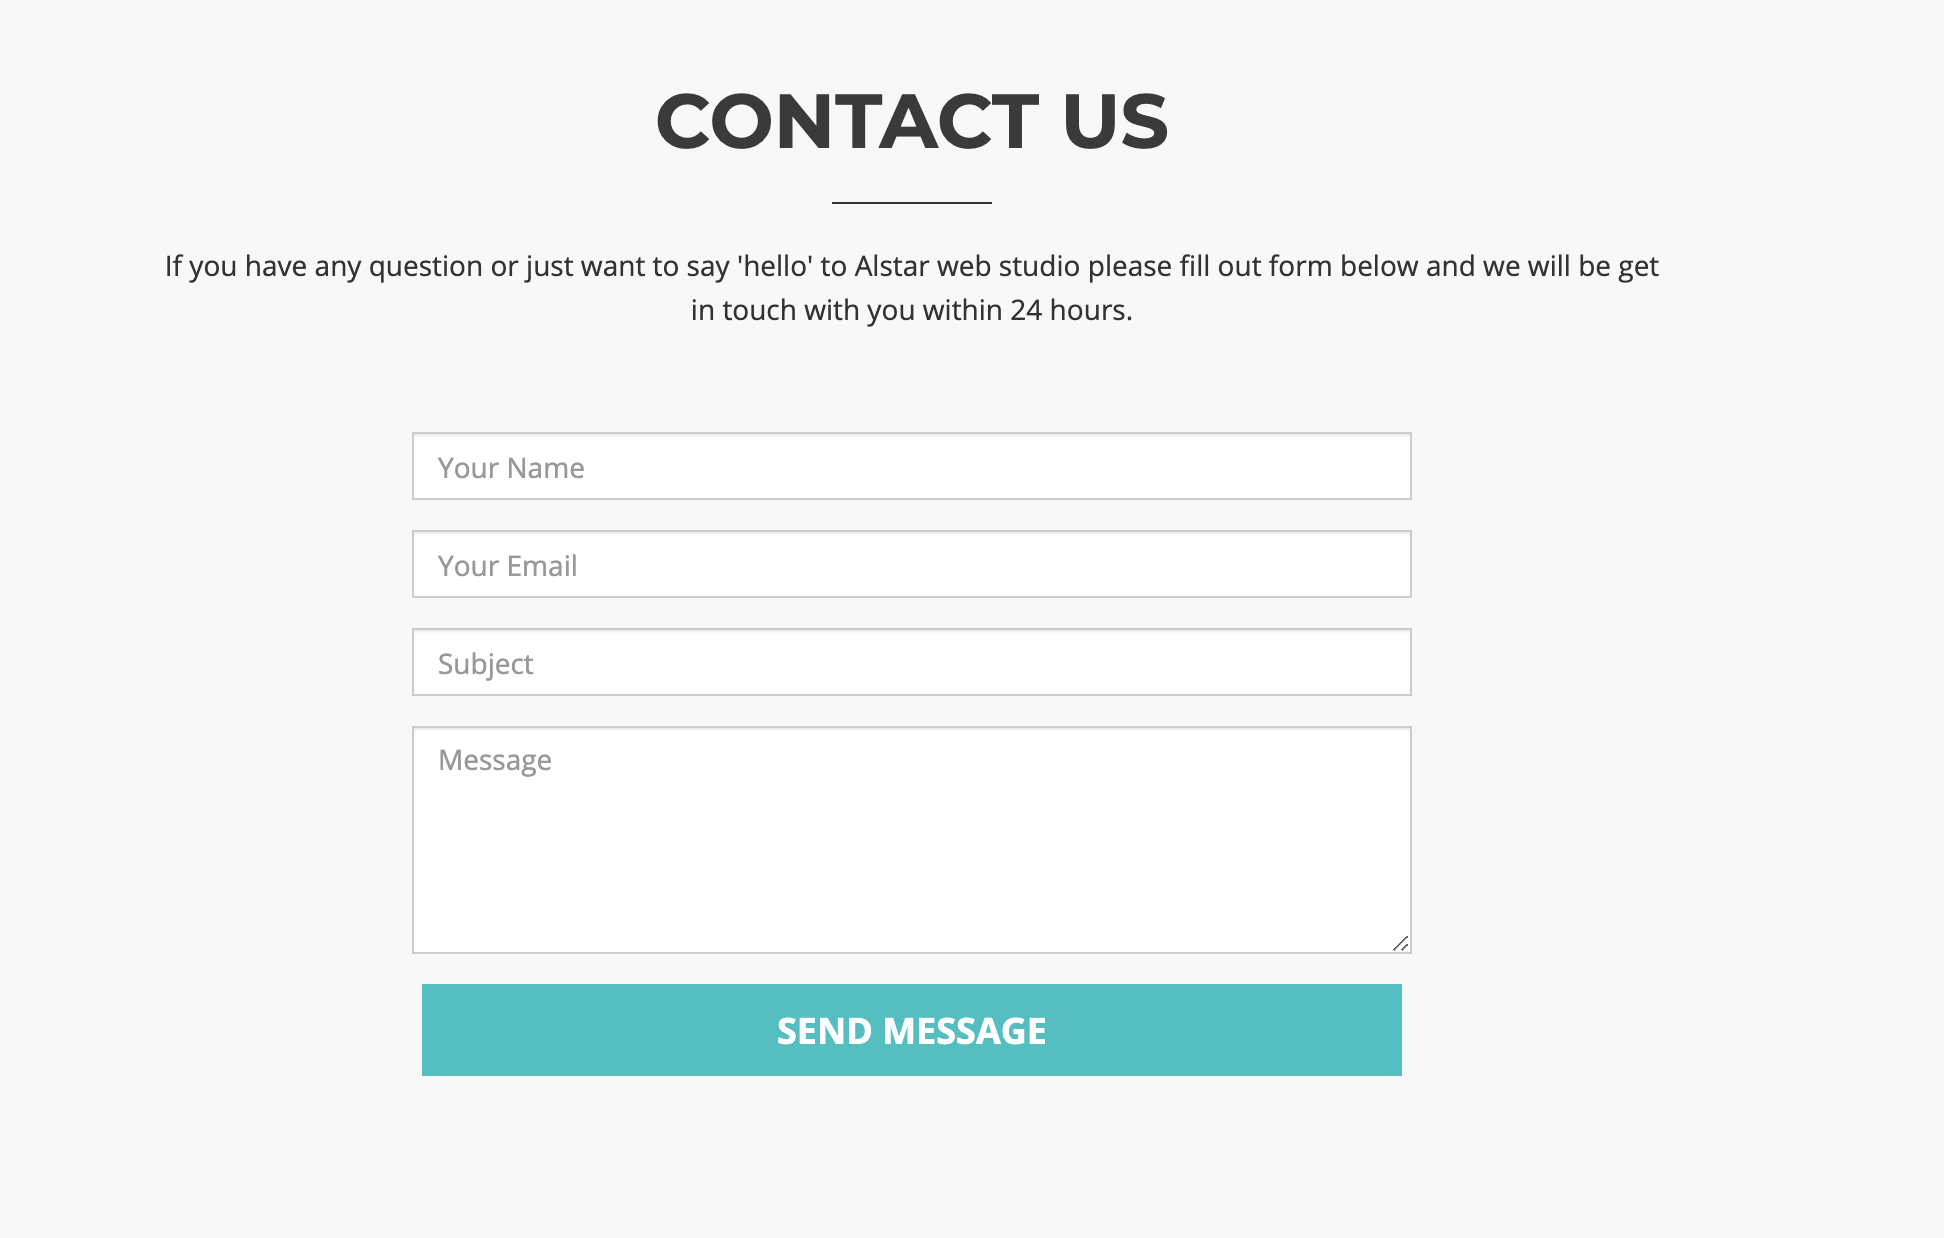 CONTACT US
If you have any question or just want to say 'hello' to Alstar web studio please fill out form below and we will be get
in touch with you within 24 hours.
Your Name
Your Email
Subject
Message
SEND MESSAGE